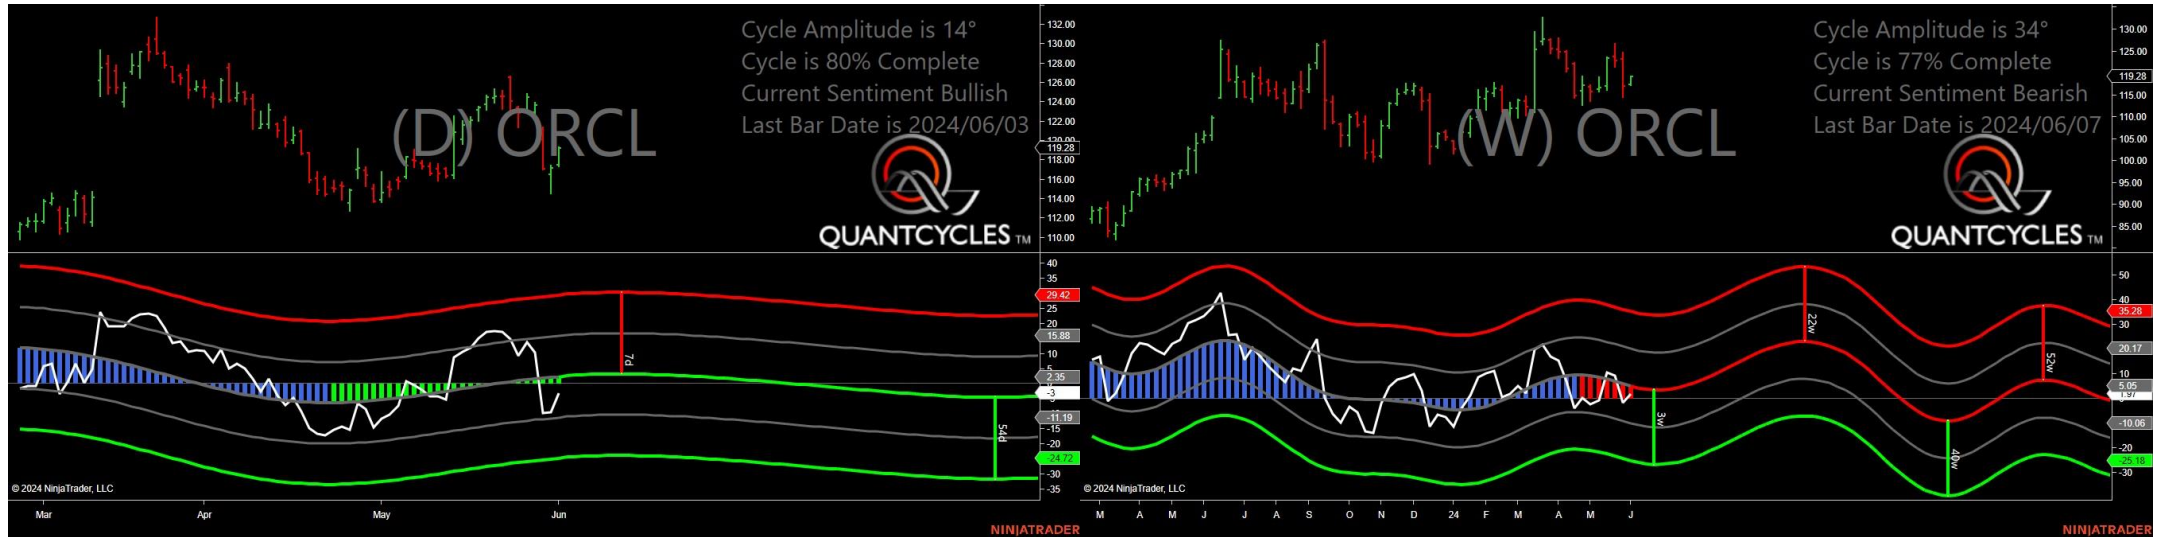 Cycle Amplitude is 14°
Cycle is 80% Complete
Current Sentiment Bullish
Last Bar Date is 2024/06/03
(D) ORCL
QUANTCYCLES TM
132.00
130.00
128.00
126.00
124.00
122.00
119.28
118.00
116.00
114.00
112.00
110.00
40
35
29.42
25
20
15.88
10
2.35
-3
-11.19
-15
-20
-24.72
-30
-35
7d
54d
© 2024 NinjaTrader, LLC
Mar Apr May Jun
NINJATRADER
Cycle Amplitude is 34°
Cycle is 77% Complete
Current Sentiment Bearish
Last Bar Date is 2024/06/07
(W) ORCL
QUANTCYCLES TM
130.00
125.00
119.28
115.00
110.00
105.00
100.00
95.00
90.00
85.00
50
40
35.28
30
20.17
10
5.05
1.97
-10.06
-20
-25.18
-30
3w
22w
40w
52w
© 2024 NinjaTrader, LLC
M A M J J A S O N D 24 F M A M J
NINJATRADER